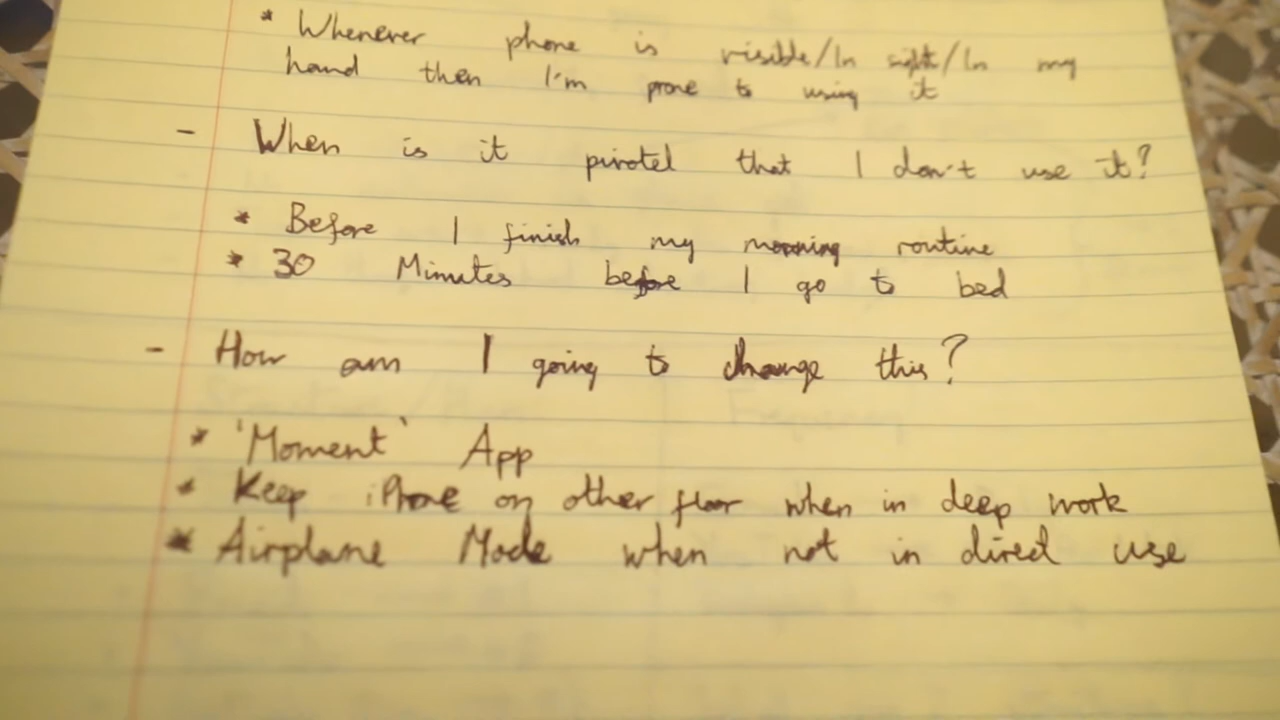 * Whenever phone is visible/In sight/In my
hand then I'm prone to using it
- When is it pivotel that I don't use it?
* Before I finish my morning routine
* 30 Minutes before I go to bed
- How am I going to change this?
* 'Moment' App
* Keep iPhone on other floor when in deep work
* Airplane Mode when not in direct use